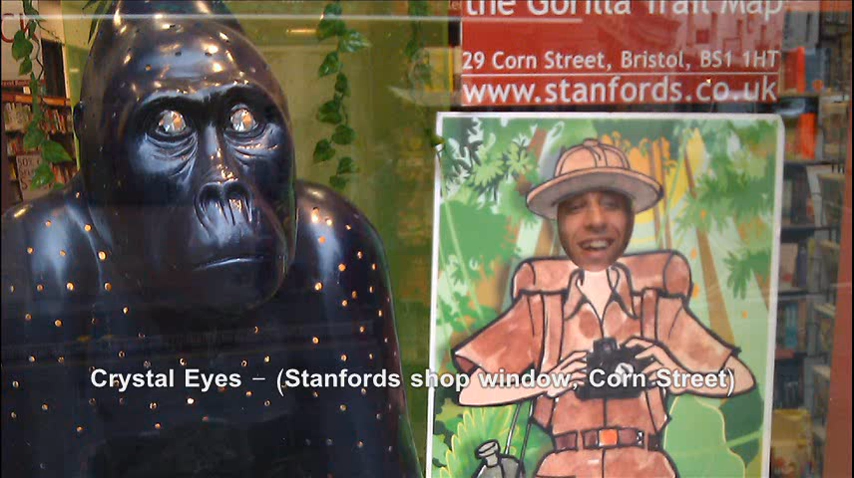 the Gorilla Trail Map
29 Corn Street, Bristol, BS1 1HT
www.stanfords.co.uk
Crystal Eyes – (Stanfords shop window, Corn Street)